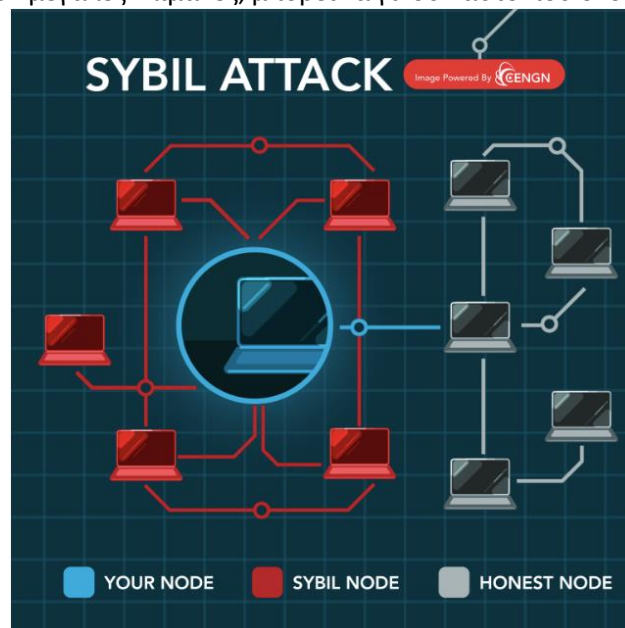 SYBIL ATTACK
Image Powered By CENGN
YOUR NODE
SYBIL NODE
HONEST NODE